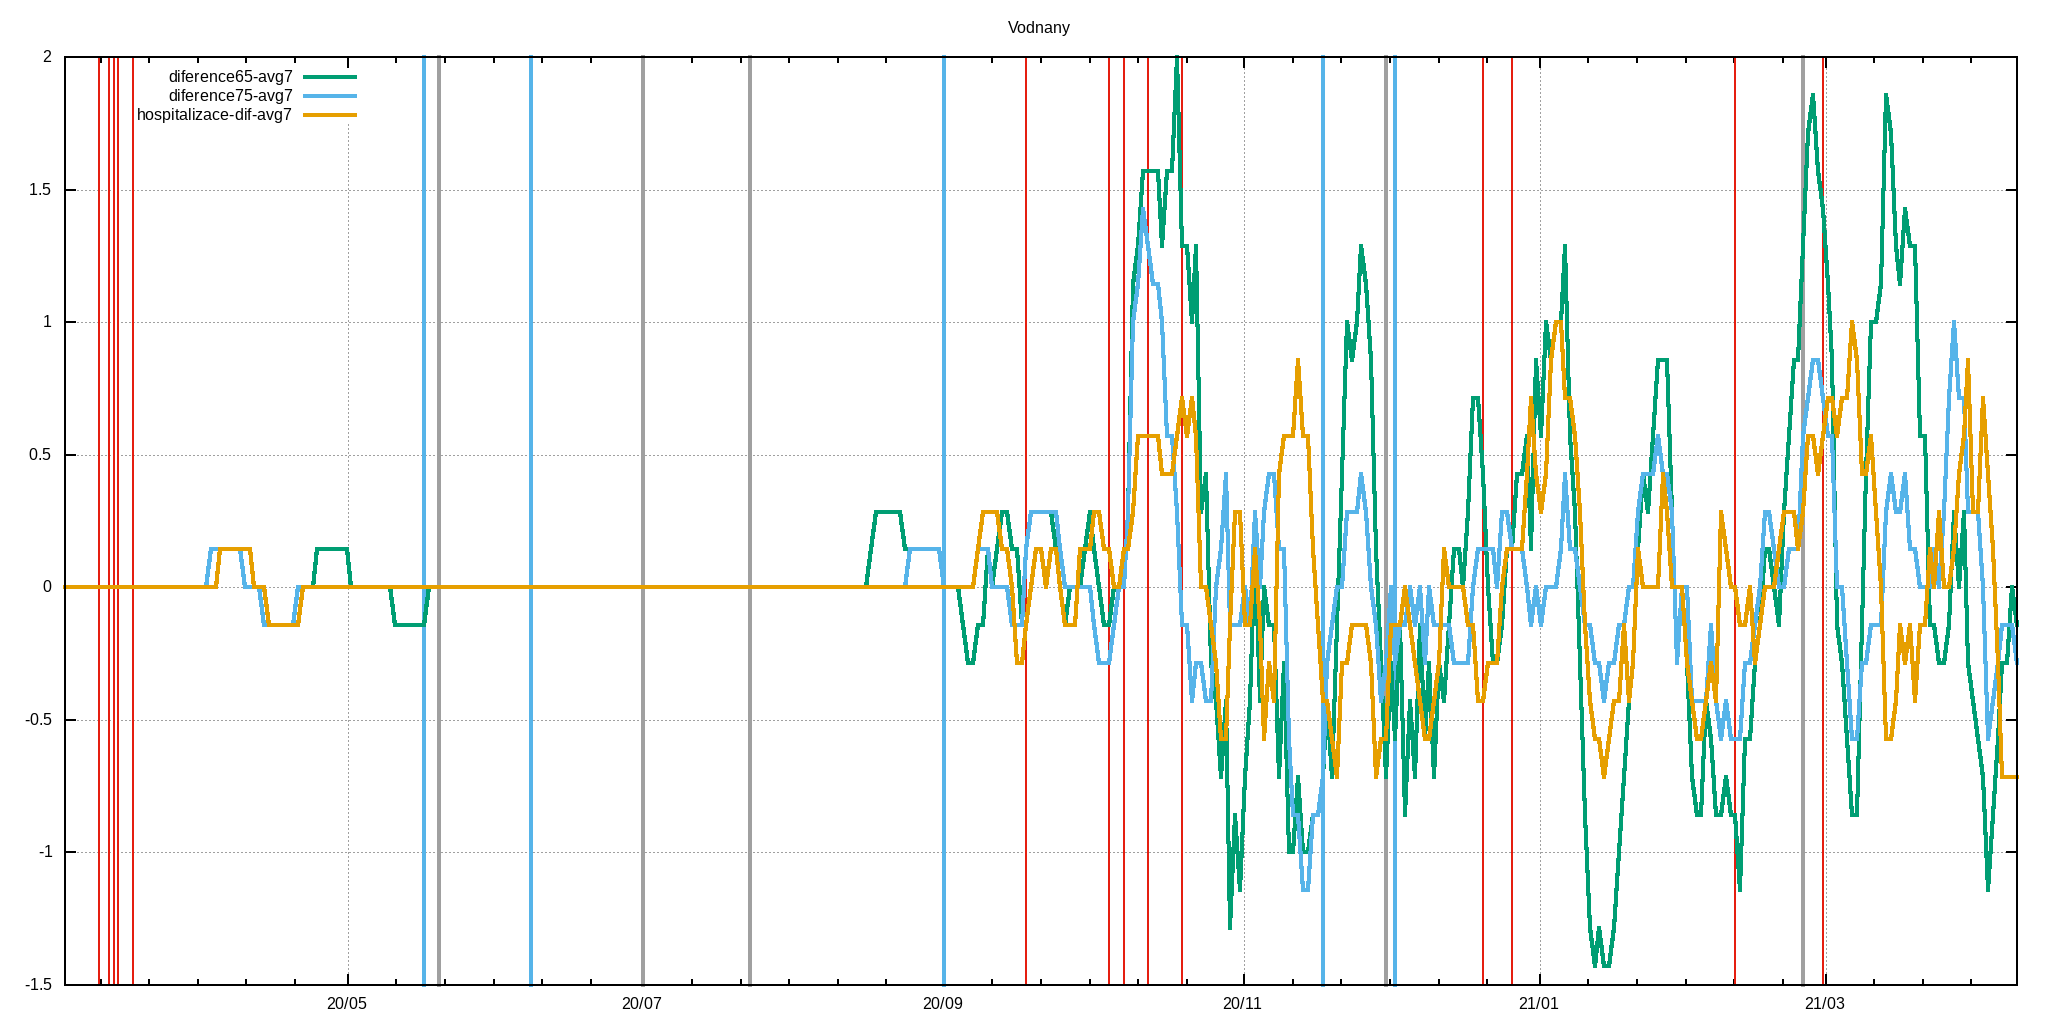 Vodnany
2
diference65-avg7
diference75-avg7
hospitalizace-dif-avg7
1.5
1
0.5
0
-0.5
-1
-1.5
20/05 20/07 20/09 20/11 21/01 21/03